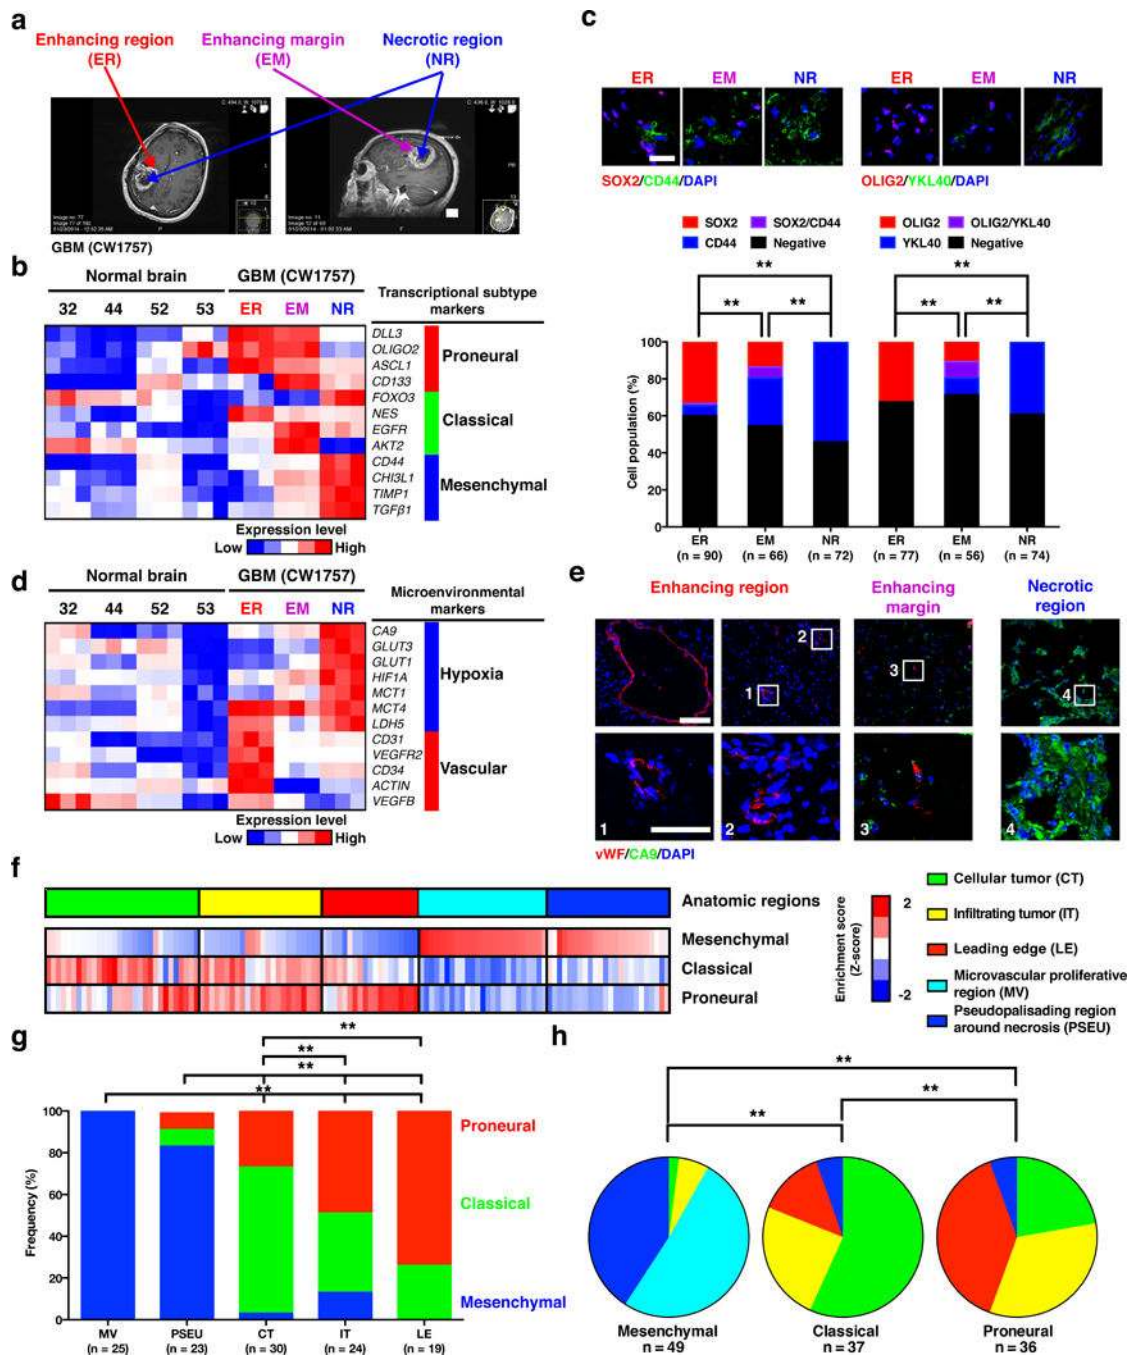 a
Enhancing region
(ER)
Enhancing margin
(EM)
Necrotic region
(NR)
GBM (CW1757)
b
Normal brain
GBM (CW1757)
32 44 52 53 ER EM NR
Transcriptional subtype
markers
DLL3
OLIGO2
ASCL1
CD133
FOXO3
NES
EGFR
AKT2
CD44
CHI3L1
TIMP1
TGFβ1
Proneural
Classical
Mesenchymal
Expression level
Low High
c
ER EM NR ER EM NR
SOX2/CD44/DAPI
OLIG2/YKL40/DAPI
SOX2 SOX2/CD44
CD44 Negative
OLIG2 OLIG2/YKL40
YKL40 Negative
**
**
** **
** **
Cell population (%)
100
80
60
40
20
0
ER EM NR ER EM NR
(n = 90) (n = 66) (n = 72) (n = 77) (n = 56) (n = 74)
d
Normal brain
GBM (CW1757)
32 44 52 53 ER EM NR
Microenvironmental
markers
CA9
GLUT3
GLUT1
HIF1A
MCT1
MCT4
LDH5
CD31
VEGFR2
CD34
ACTIN
VEGFB
Hypoxia
Vascular
Expression level
Low High
e
Enhancing region
Enhancing
margin
Necrotic
region
1
2
3
4
1
2
3
4
vWF/CA9/DAPI
f
Anatomic regions
Mesenchymal
Classical
Proneural
Enrichment score
(Z-score)
2
-2
Cellular tumor (CT)
Infiltrating tumor (IT)
Leading edge (LE)
Microvascular proliferative
region (MV)
Pseudopalisading region
around necrosis (PSEU)
g
**
**
**
**
Frequency (%)
100
80
60
40
20
0
Proneural
Classical
Mesenchymal
MV PSEU CT IT LE
(n = 25) (n = 23) (n = 30) (n = 24) (n = 19)
h
**
**
**
Mesenchymal
n = 49
Classical
n = 37
Proneural
n = 36